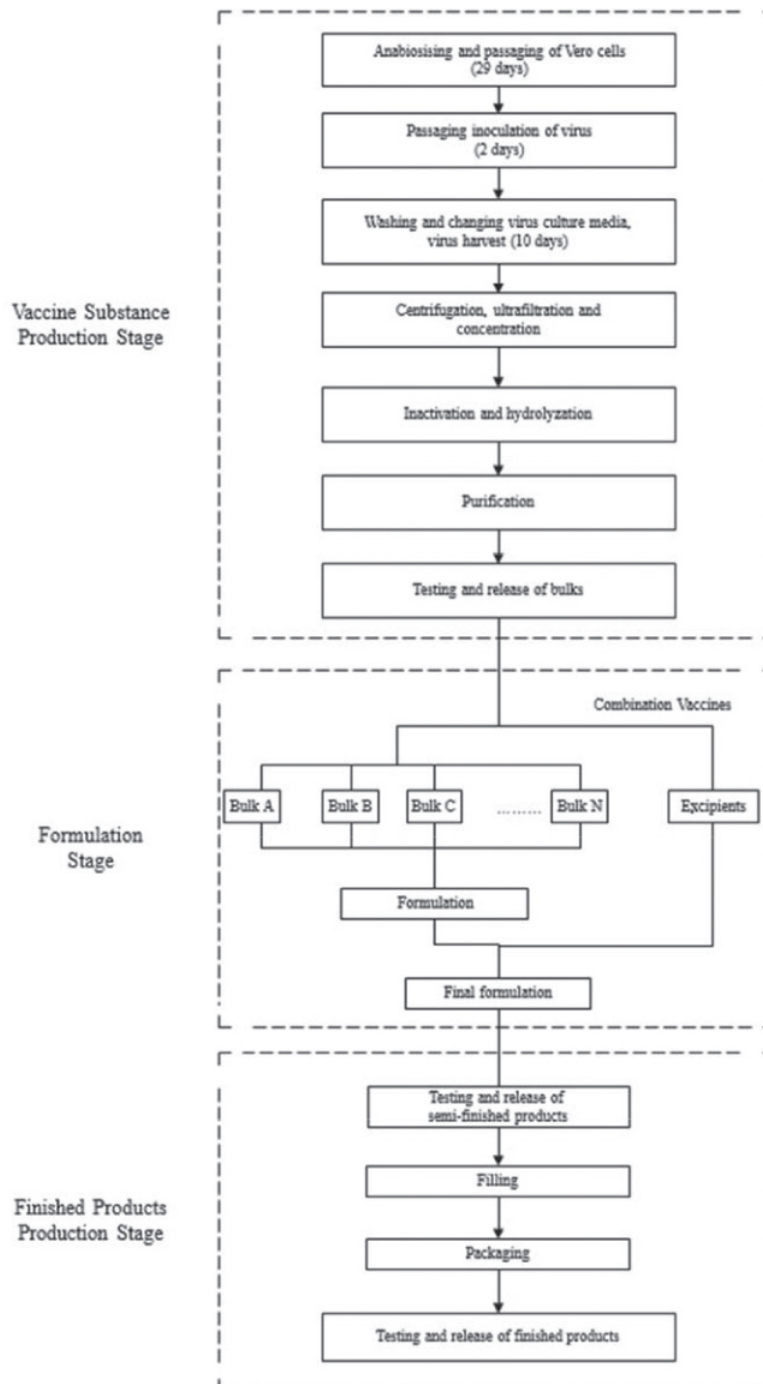 Anabiosising and passaging of Vero cells
(29 days)
Passaging inoculation of virus
(2 days)
Washing and changing virus culture media,
virus harvest (10 days)
Vaccine Substance
Production Stage
Centrifugation, ultrafiltration and
concentration
Inactivation and hydrolyzation
Purification
Testing and release of bulks
Combination Vaccines
Bulk A
Bulk B
Bulk C
.........
Bulk N
Excipients
Formulation
Stage
Formulation
Final formulation
Testing and release of
semi-finished products
Filling
Finished Products
Production Stage
Packaging
Testing and release of finished products